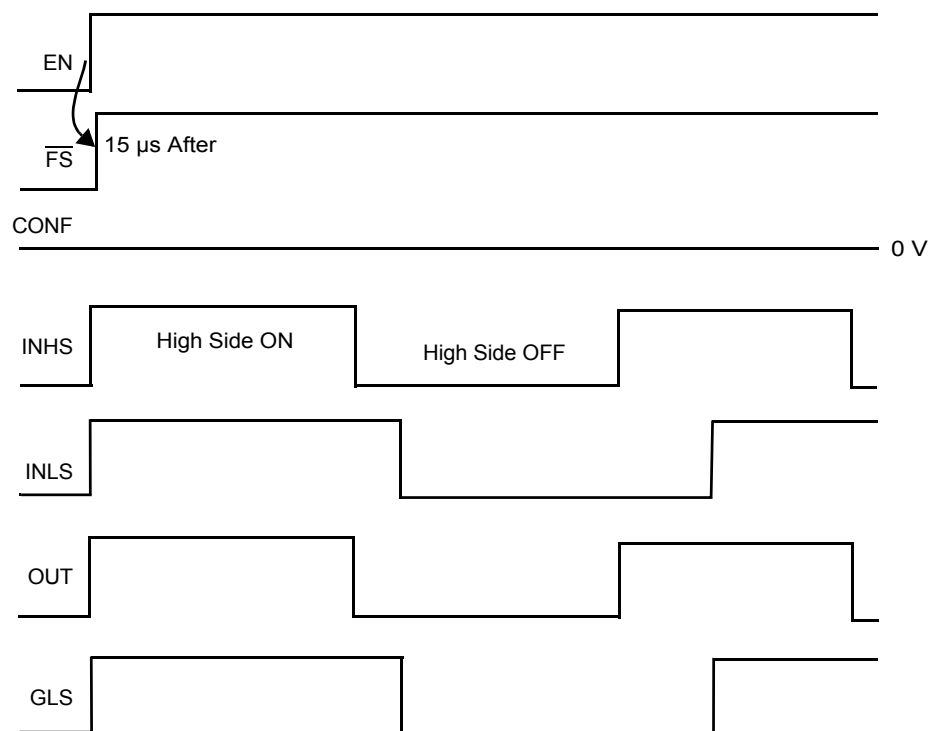 EN
FS
15 µs After
CONF
0 V
INHS
High Side ON
High Side OFF
INLS
OUT
GLS